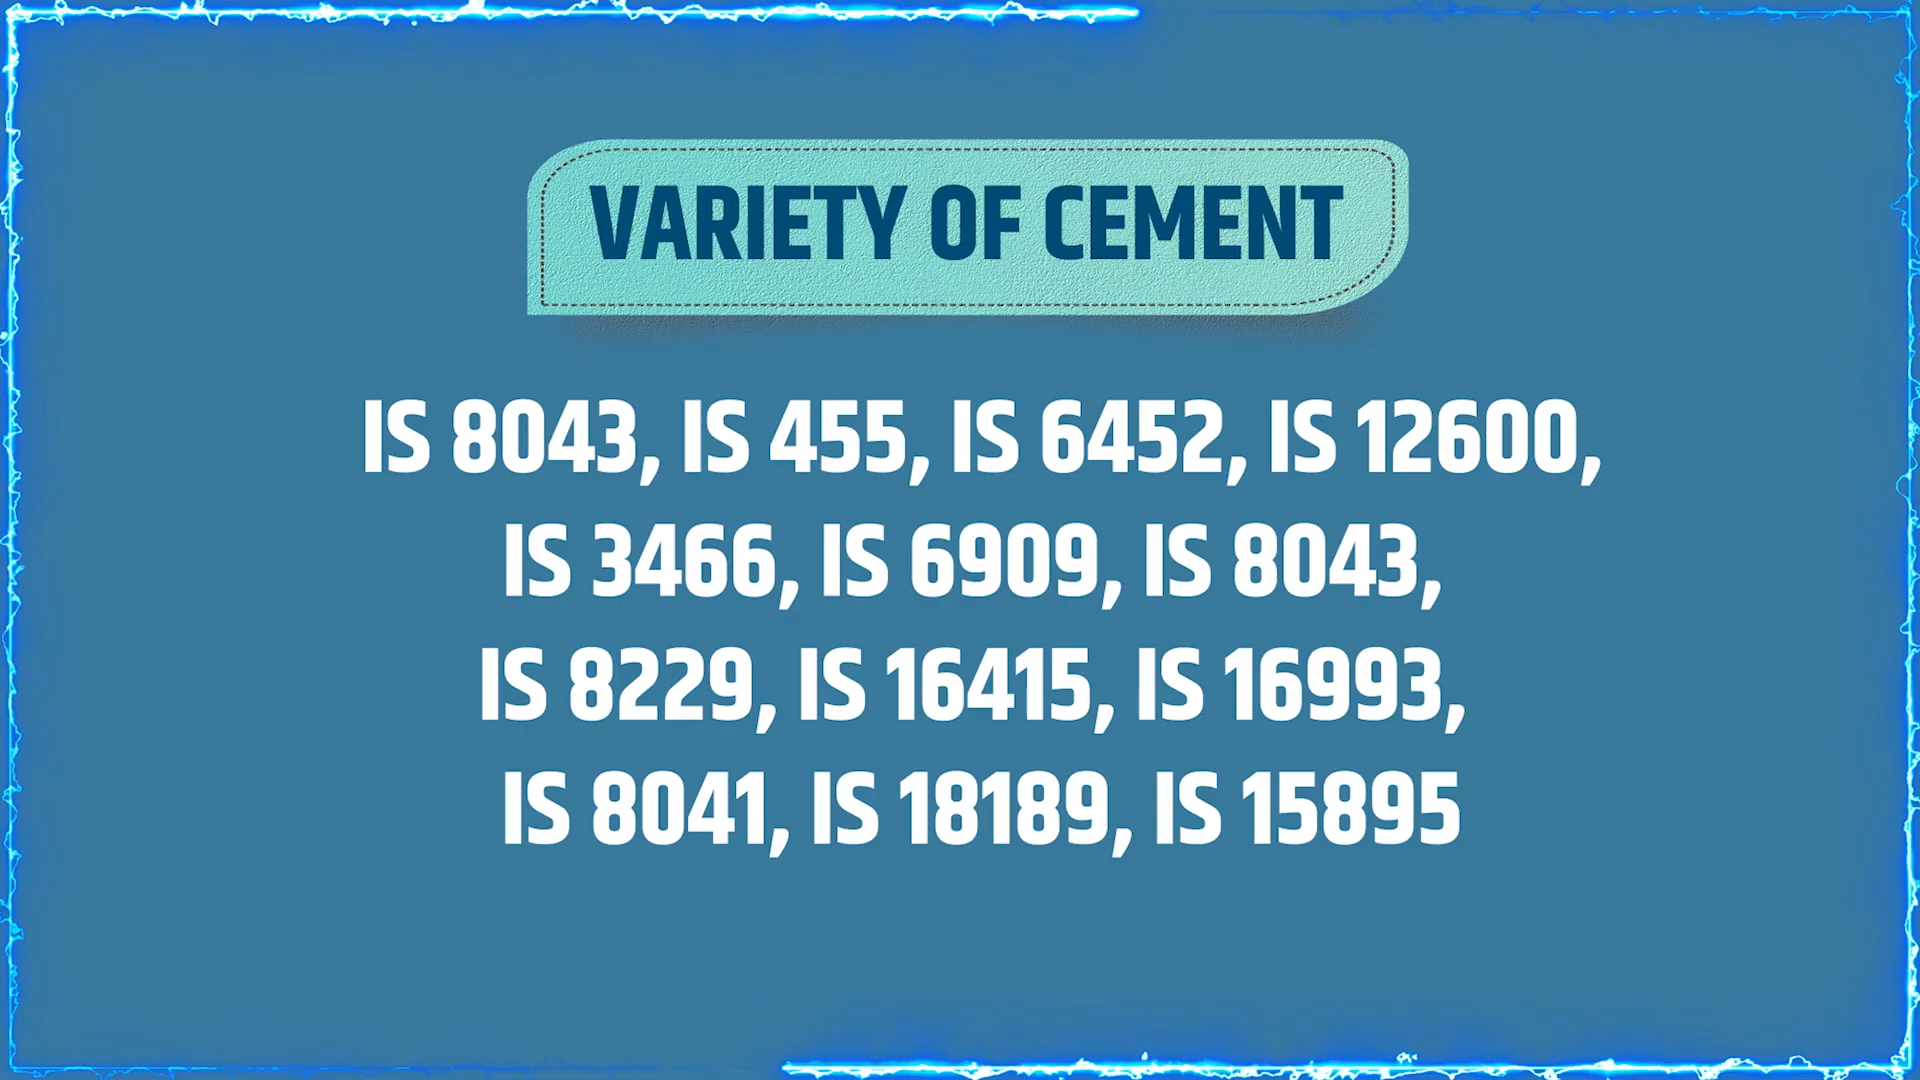 VARIETY OF CEMENT
IS 8043, IS 455, IS 6452, IS 12600,
IS 3466, IS 6909, IS 8043,
IS 8229, IS 16415, IS 16993,
IS 8041, IS 18189, IS 15895